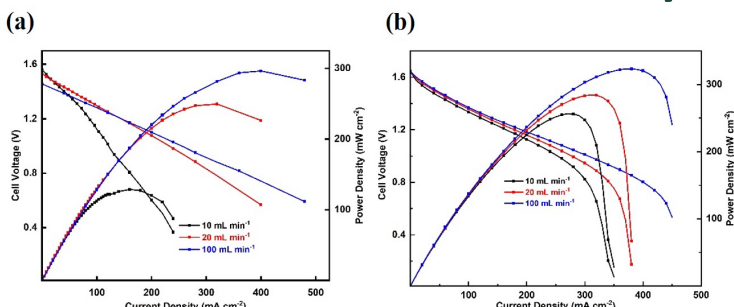 (a)
(b)
1.6
1.2
0.8
0.4
Cell Voltage (V)
300
200
100
Power Density (mW cm⁻²)
10 mL min⁻¹
20 mL min⁻¹
100 mL min⁻¹
100 200 300 400 500
Current Density (mA cm⁻²)
1.6
1.2
0.8
0.4
Cell Voltage (V)
300
200
100
0
Power Density (mW cm⁻²)
10 mL min⁻¹
20 mL min⁻¹
100 mL min⁻¹
100 200 300 400 500
Current Density (mA cm⁻²)